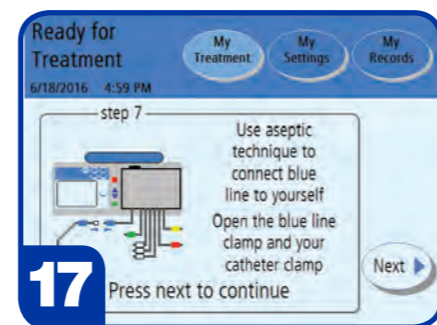 Ready for
Treatment
6/18/2016 4:59 PM
My
Treatment
My
Settings
My
Records
step 7
Use aseptic
technique to
connect blue
line to yourself
Open the blue line
clamp and your
catheter clamp
Next
17
Press next to continue